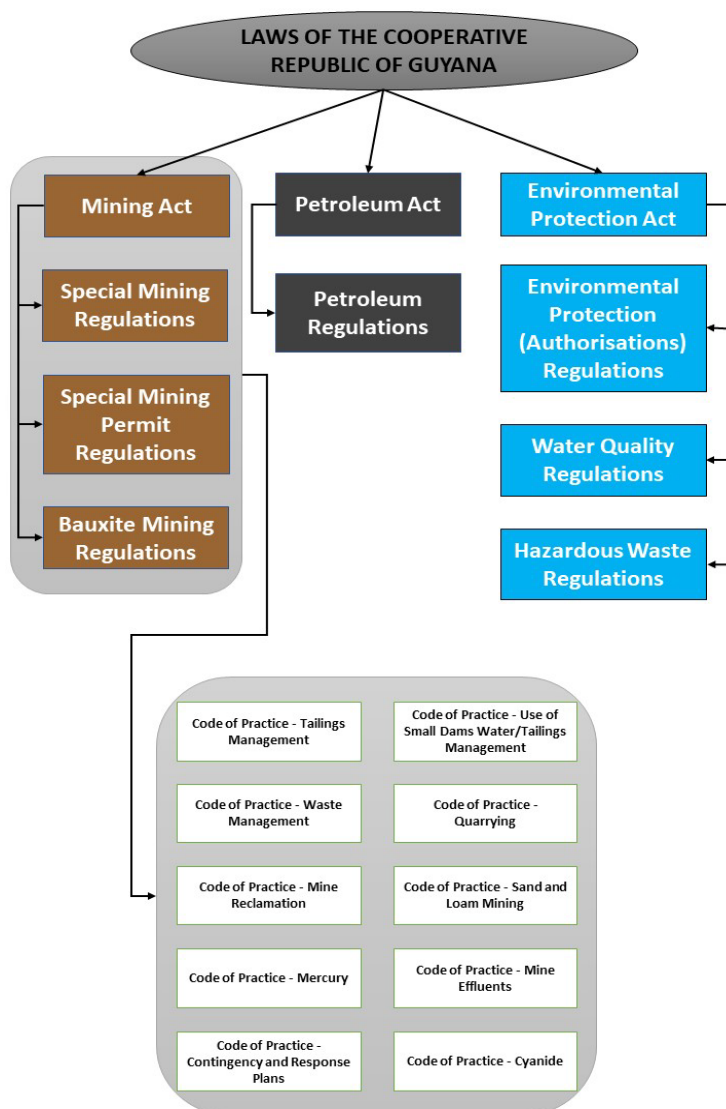 LAWS OF THE COOPERATIVE
REPUBLIC OF GUYANA
Mining Act
Special Mining
Regulations
Special Mining
Permit
Regulations
Bauxite Mining
Regulations
Petroleum Act
Petroleum
Regulations
Environmental
Protection Act
Environmental
Protection
(Authorisations)
Regulations
Water Quality
Regulations
Hazardous Waste
Regulations
Code of Practice - Tailings
Management
Code of Practice - Use of
Small Dams Water/Tailings
Management
Code of Practice - Waste
Management
Code of Practice -
Quarrying
Code of Practice - Mine
Reclamation
Code of Practice - Sand and
Loam Mining
Code of Practice - Mercury
Code of Practice - Mine
Effluents
Code of Practice -
Contingency and Response
Plans
Code of Practice - Cyanide